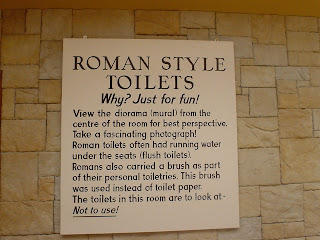 ROMAN STYLE
TOILETS
Why? Just for fun!
View the diorama (mural) from the
centre of the room for best perspective.
Take a fascinating photograph!
Roman toilets often had running water
under the seats (flush toilets).
Romans also carried a brush as part
of their personal toiletries. This brush
was used instead of toilet paper.
The toilets in this room are to look at-
Not to use!